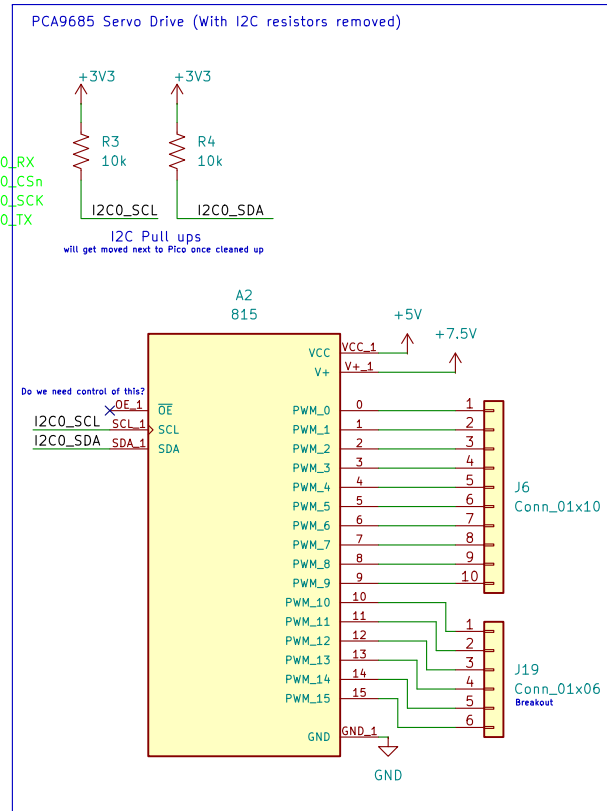 PCA9685 Servo Drive (With I2C resistors removed)
+3V3 +3V3
R3 R4
10k 10k
0_RX
0_CSn
0_SCK
0_TX
I2C0_SCL I2C0_SDA
I2C Pull ups
will get moved next to Pico once cleaned up
A2
815
+5V
+7.5V
VCC VCC_1
V+ V+_1
Do we need control of this?
OE_1 OE PWM_0 0 1
I2C0_SCL SCL_1 SCL PWM_1 1 2
I2C0_SDA SDA_1 SDA PWM_2 2 3
PWM_3 3 4
PWM_4 4 5
J6
PWM_5 5 6
Conn_01x10
PWM_6 6 7
PWM_7 7 8
PWM_8 8 9
PWM_9 9 10
PWM_10 10
PWM_11 11 1
PWM_12 12 2
PWM_13 13 3
J19
PWM_14 14 4
Conn_01x06
Breakout
PWM_15 15 5
6
GND GND_1
GND